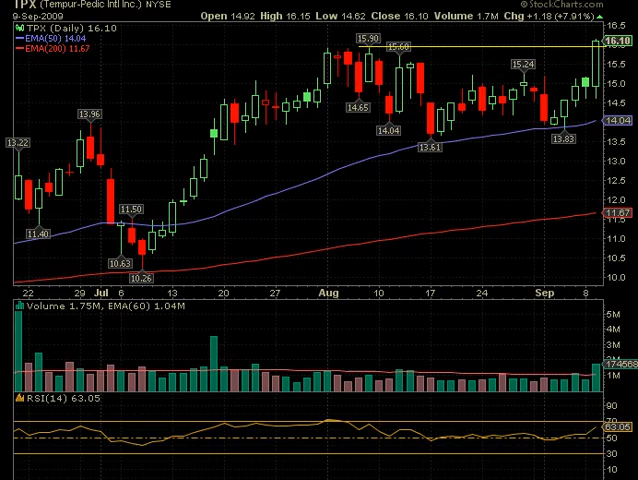 TPX (Tempur-Pedic Intl Inc.) NYSE
© StockCharts.com
9-Sep-2009 Open 14.92 High 16.15 Low 14.62 Close 16.10 Volume 1.7M Chg +1.18 (+7.91%)
TPX (Daily) 16.10
EMA(50) 14.04
EMA(200) 11.67
16.5
16.10
15.5
15.0
14.5
14.04
13.5
13.0
12.5
12.0
11.67
11.0
10.5
10.0
13.22
13.96
15.90
15.60
15.24
14.65
14.04
13.61
13.83
11.40
11.50
10.63
10.26
22 29 Jul 6 13 20 27 Aug 10 17 24 Sep 8
Volume 1.75M, EMA(60) 1.04M
5M
4M
3M
2M
174568
1M
RSI(14) 63.05
90
70
63.05
50
30
10